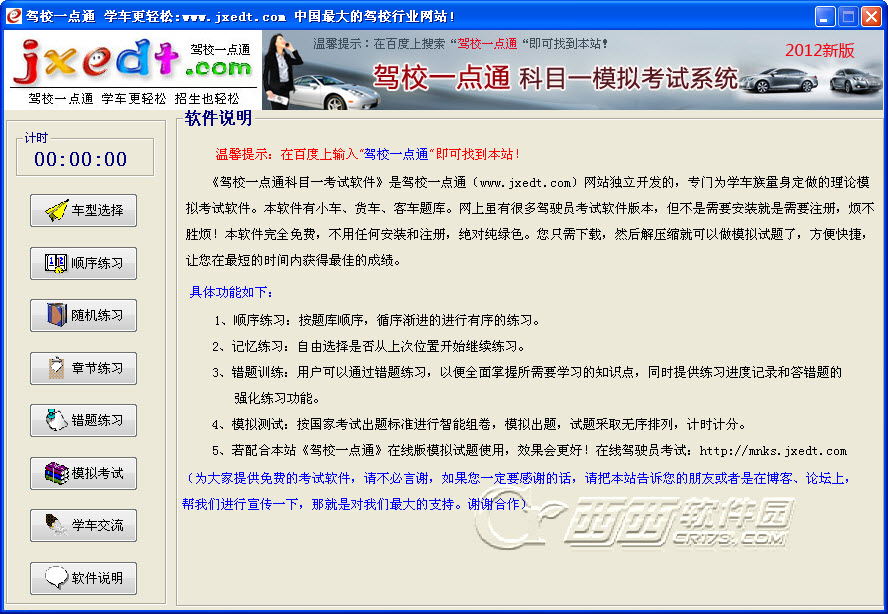 驾校一点通 学车更轻松:www.jxedt.com 中国最大的驾校行业网站!
jxedt.com
驾校一点通
驾校一点通 学车更轻松 招生也轻松
温馨提示：在百度上搜索“驾校一点通“即可找到本站!
2012新版
驾校一点通 科目一模拟考试系统
计时
00:00:00
车型选择
顺序练习
随机练习
章节练习
错题练习
模拟考试
学车交流
软件说明
软件说明
温馨提示: 在百度上输入"驾校一点通"即可找到本站!
《驾校一点通科目一考试软件》是驾校一点通（www.jxedt.com）网站独立开发的，专门为学车族量身定做的理论模
拟考试软件。本软件有小车、货车、客车题库。网上虽有很多驾驶员考试软件版本，但不是需要安装就是需要注册，烦不
胜烦! 本软件完全免费，不用任何安装和注册，绝对纯绿色。您只需下载，然后解压缩就可以做模拟试题了，方便快捷，
让您在最短的时间内获得最佳的成绩。
具体功能如下：
1、顺序练习：按题库顺序，循序渐进的进行有序的练习。
2、记忆练习：自由选择是否从上次位置开始继续练习。
3、错题训练：用户可以通过错题练习，以便全面掌握所需要学习的知识点，同时提供练习进度记录和答错题的
强化练习功能。
4、模拟测试：按国家考试出题标准进行智能组卷，模拟出题，试题采取无序排列，计时计分。
5、若配合本站《驾校一点通》在线版模拟试题使用，效果会更好! 在线驾驶员考试：http://mnks.jxedt.com
（为大家提供免费的考试软件，请不必言谢，如果您一定要感谢的话，请把本站告诉您的朋友或者是在博客、论坛上，
帮我们进行宣传一下，那就是对我们最大的支持。谢谢合作）
西西软件园
CR173.COM